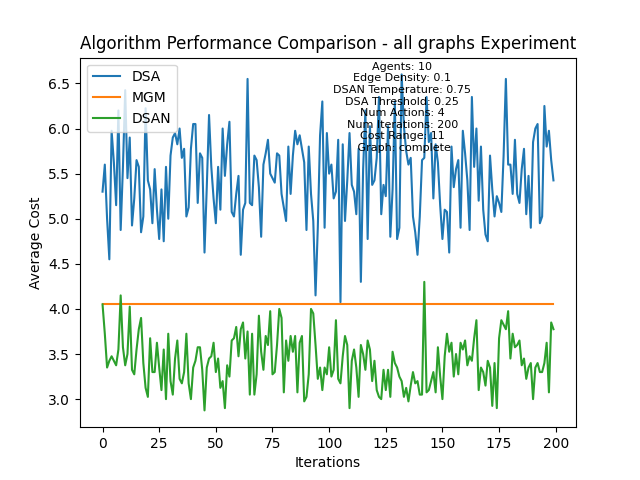 Algorithm Performance Comparison - all graphs Experiment
DSA
MGM
DSAN
Agents: 10
Edge Density: 0.1
DSAN Temperature: 0.75
DSA Threshold: 0.25
Num Actions: 4
Num Iterations: 200
Cost Range: 11
Graph: complete
6.5
6.0
5.5
5.0
4.5
4.0
3.5
3.0
Average Cost
0 25 50 75 100 125 150 175 200
Iterations